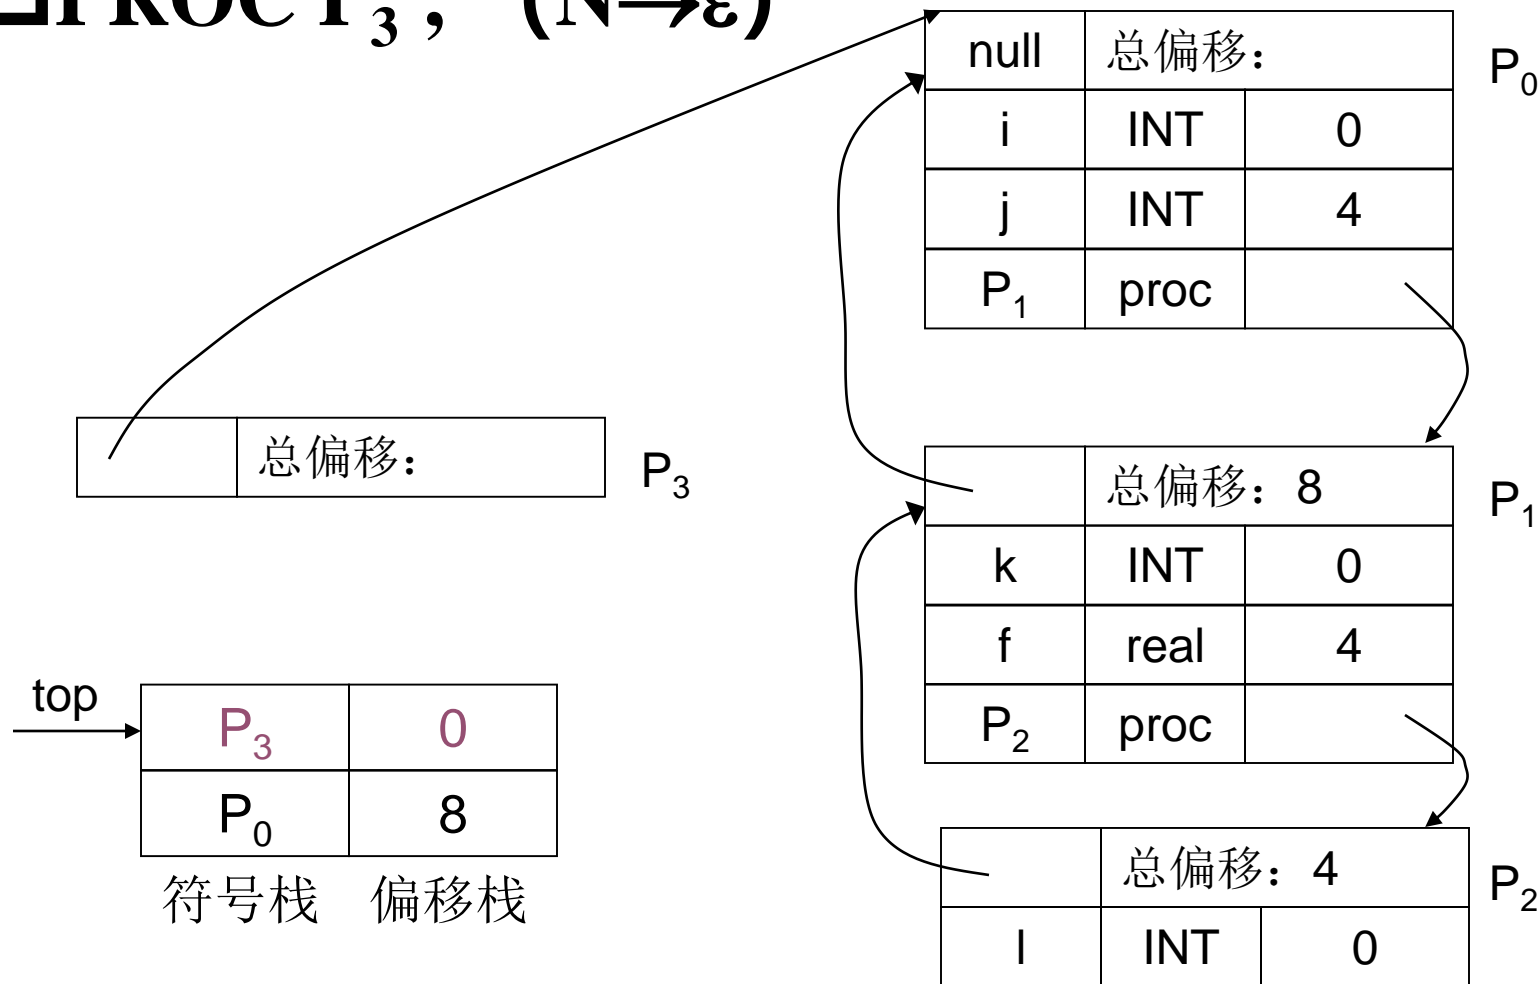 PROC P₃；（N→ε）
null 总偏移： P₀
i INT 0
j INT 4
P₁ proc
总偏移： P₃
总偏移：8 P₁
k INT 0
f real 4
P₂ proc
top
P₃ 0
P₀ 8
符号栈 偏移栈
总偏移：4 P₂
l INT 0